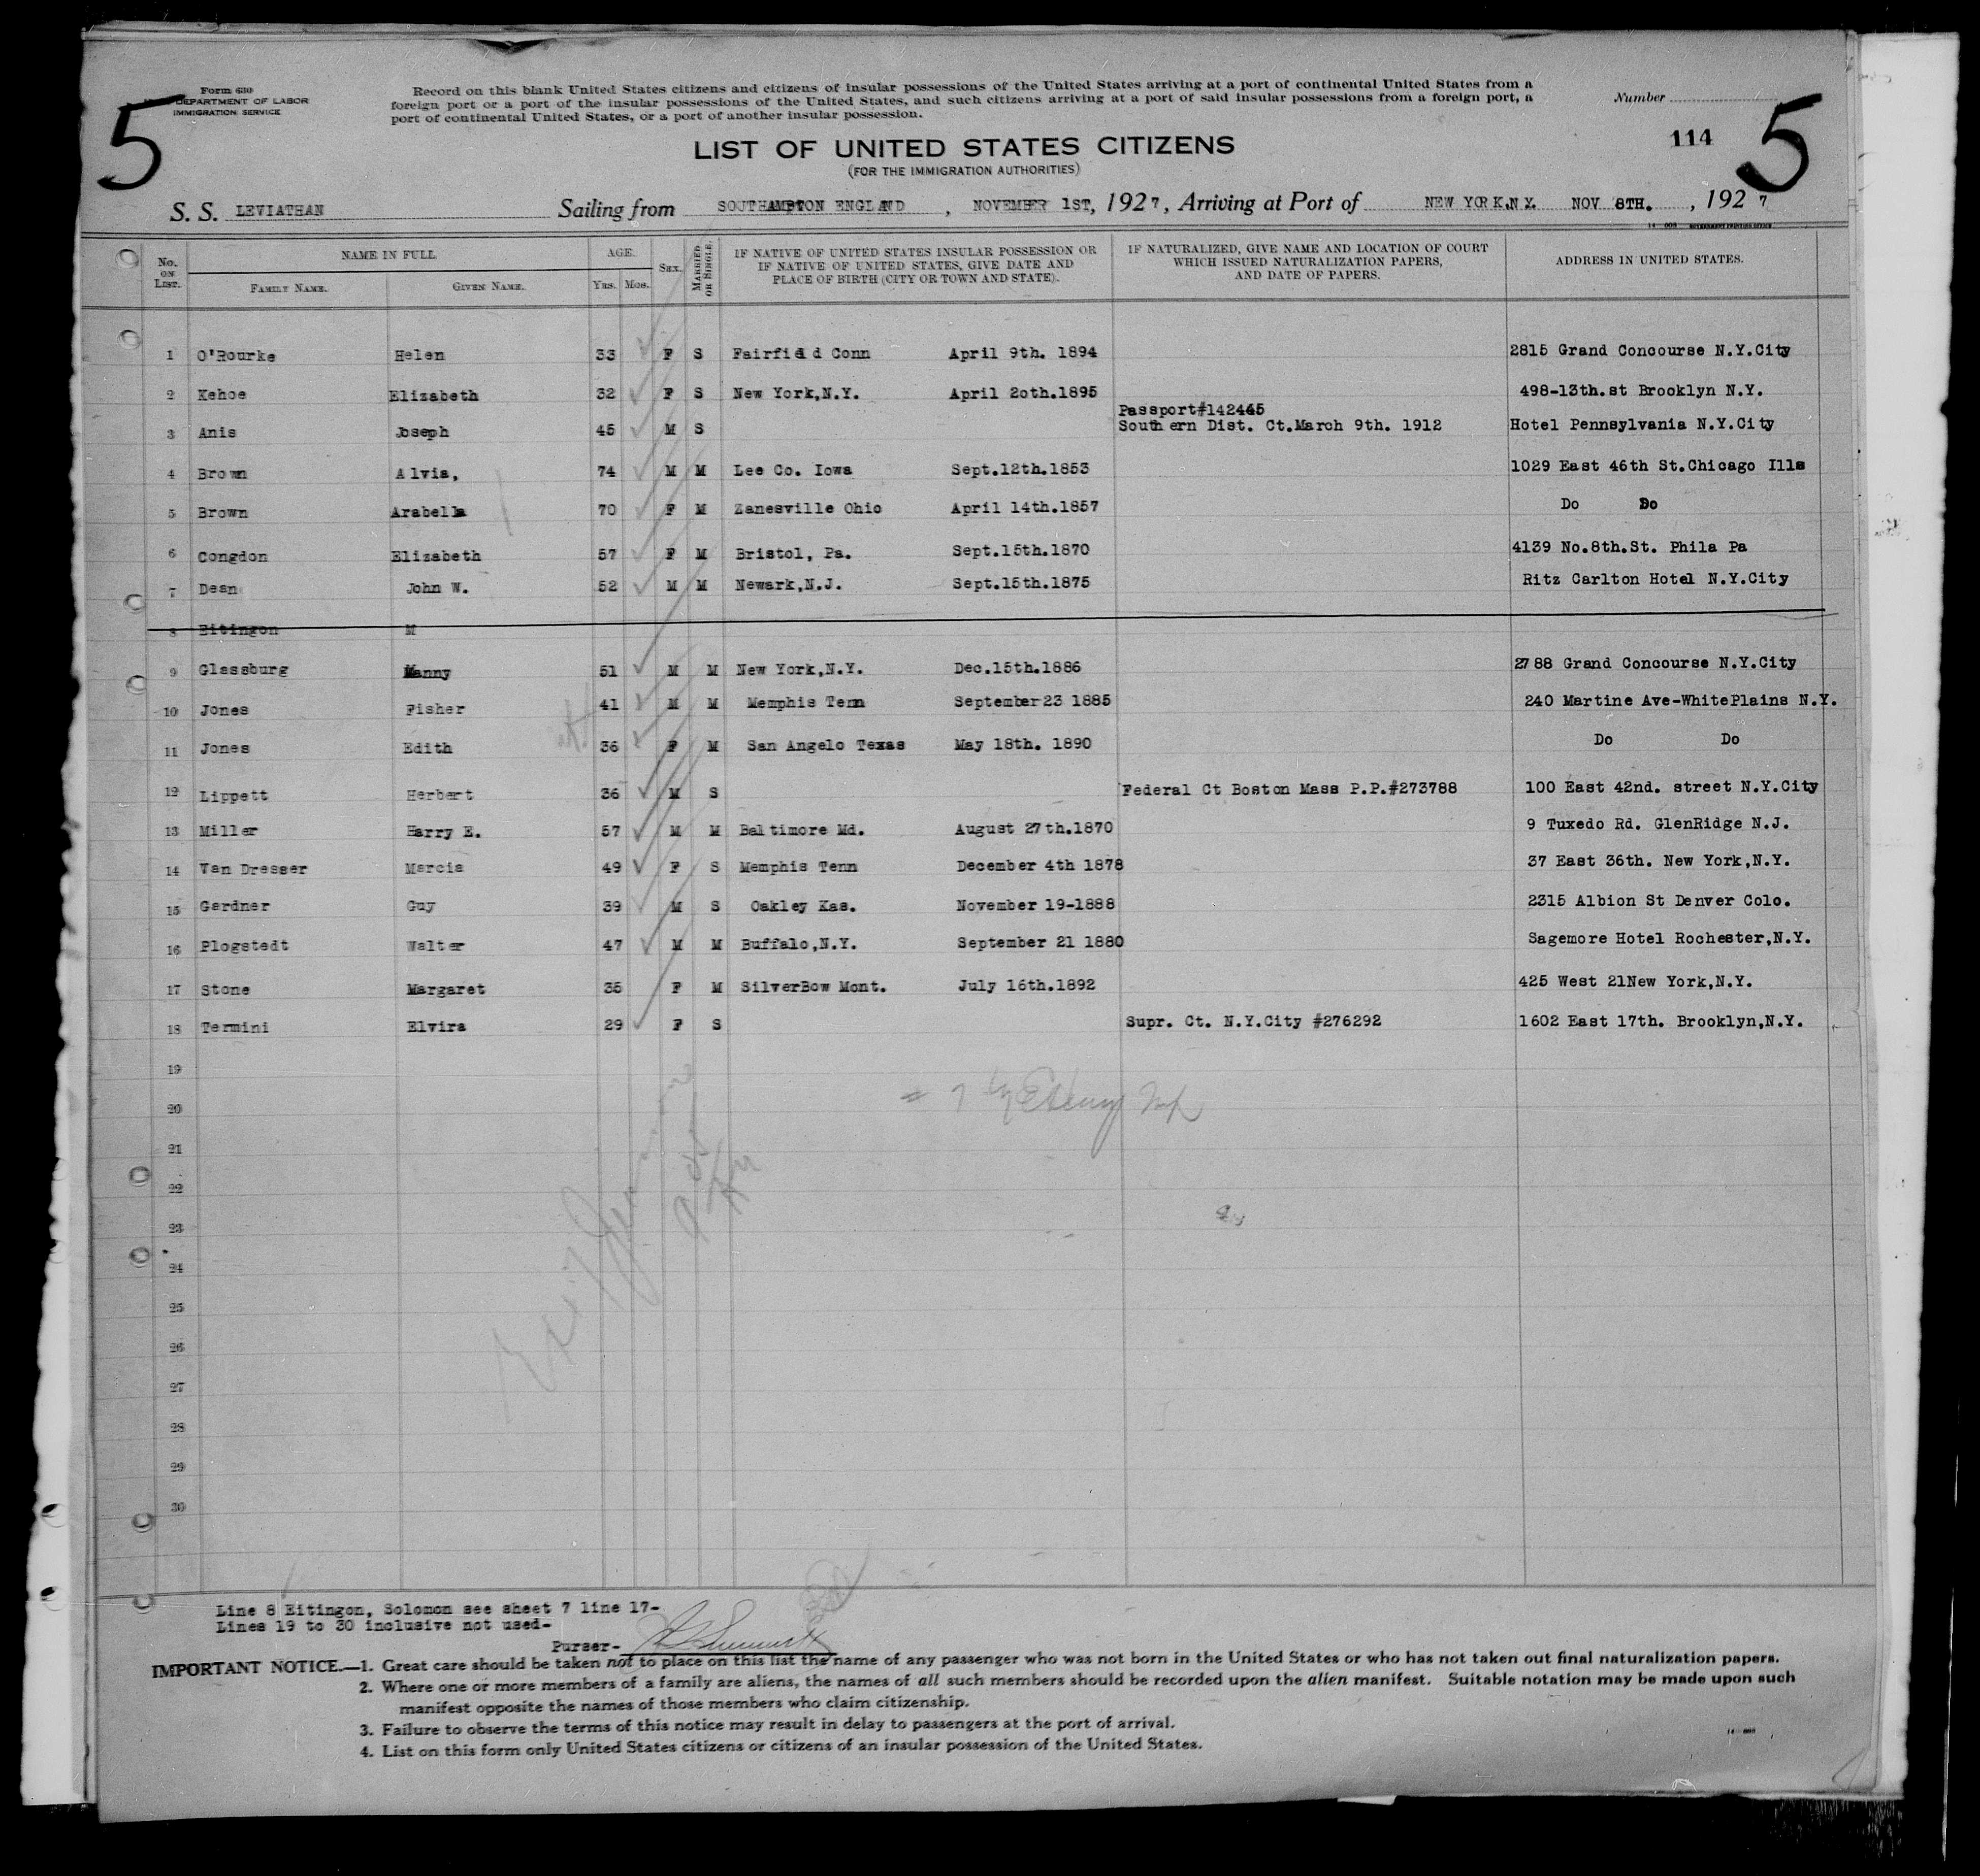 Form 630
DEPARTMENT OF LABOR
IMMIGRATION SERVICE
5
Record on this blank United States citizens and citizens of insular possessions of the United States arriving at a port of continental United States from a
foreign port or a port of the insular possessions of the United States, and such citizens arriving at a port of said insular possessions from a foreign port, a
port of continental United States, or a port of another insular possession.
Number
114
5
LIST OF UNITED STATES CITIZENS
(FOR THE IMMIGRATION AUTHORITIES)
S. S. LEVIATHAN Sailing from SOUTHAMPTON ENGLAND, NOVEMBER 1ST, 1927, Arriving at Port of NEW YORK.N.Y. NOV 8TH., 1927
No. ON LIST. NAME IN FULL AGE. SEX. MARRIED OR SINGLE. IF NATIVE OF UNITED STATES INSULAR POSSESSION OR IF NATIVE OF UNITED STATES, GIVE DATE AND PLACE OF BIRTH (CITY OR TOWN AND STATE). IF NATURALIZED, GIVE NAME AND LOCATION OF COURT WHICH ISSUED NATURALIZATION PAPERS, AND DATE OF PAPERS. ADDRESS IN UNITED STATES.
FAMILY NAME. GIVEN NAME. YRS. MOS.
1 O'Rourke Helen 33 F S Fairfield Conn April 9th. 1894 2815 Grand Concourse N.Y.City
2 Kehoe Elizabeth 32 F S New York,N.Y. April 20th.1895 498-13th.st Brooklyn N.Y.
Passport#142445
3 Anis Joseph 45 M S Southern Dist. Ct.March 9th. 1912 Hotel Pennsylvania N.Y.City
4 Brown Alvia, 74 M M Lee Co. Iowa Sept.12th.1853 1029 East 46th St.Chicago Ills
5 Brown Arabella 70 F M Zanesville Ohio April 14th.1857 Do Do
6 Congdon Elizabeth 57 F M Bristol, Pa. Sept.15th.1870 4139 No.8th.St. Phila Pa
7 Dean John W. 52 M M Newark,N.J. Sept.15th.1875 Ritz Carlton Hotel N.Y.City
8 Eitingon M
9 Glassburg Manny 51 M M New York,N.Y. Dec.15th.1886 2788 Grand Concourse N.Y.City
10 Jones Fisher 41 M M Memphis Tenn September23 1885 240 Martine Ave-WhitePlains N.Y.
11 Jones Edith 36 F M San Angelo Texas May 18th. 1890 Do Do
12 Lippett Herbert 36 M S Federal Ct Boston Mass P.P.#273788 100 East 42nd. street N.Y.City
13 Miller Harry E. 57 M M Baltimore Md. August 27th.1870 9 Tuxedo Rd. GlenRidge N.J.
14 Van Dresser Marcia 49 F S Memphis Tenn December 4th 1878 37 East 36th. New York,N.Y.
15 Gardner Guy 39 M S Oakley Kas. November 19-1888 2315 Albion St Denver Colo.
16 Plogstedt Walter 47 M M Buffalo,N.Y. September 21 1880 Sagemore Hotel Rochester,N.Y.
17 Stone Margaret 35 F M SilverBow Mont. July 16th.1892 425 West 21New York,N.Y.
18 Termini Elvira 29 F S Supr. Ct. N.Y.City #276292 1602 East 17th. Brooklyn,N.Y.
19
20
21
22
23
24
25
26
27
28
29
30
Line 8 Eitingon, Solomon see sheet 7 line 17-
Lines 19 to 30 inclusive not used-
Purser-
IMPORTANT NOTICE.—1. Great care should be taken not to place on this list the name of any passenger who was not born in the United States or who has not taken out final naturalization papers.
2. Where one or more members of a family are aliens, the names of all such members should be recorded upon the alien manifest. Suitable notation may be made upon such
manifest opposite the names of those members who claim citizenship.
3. Failure to observe the terms of this notice may result in delay to passengers at the port of arrival.
4. List on this form only United States citizens or citizens of an insular possession of the United States.